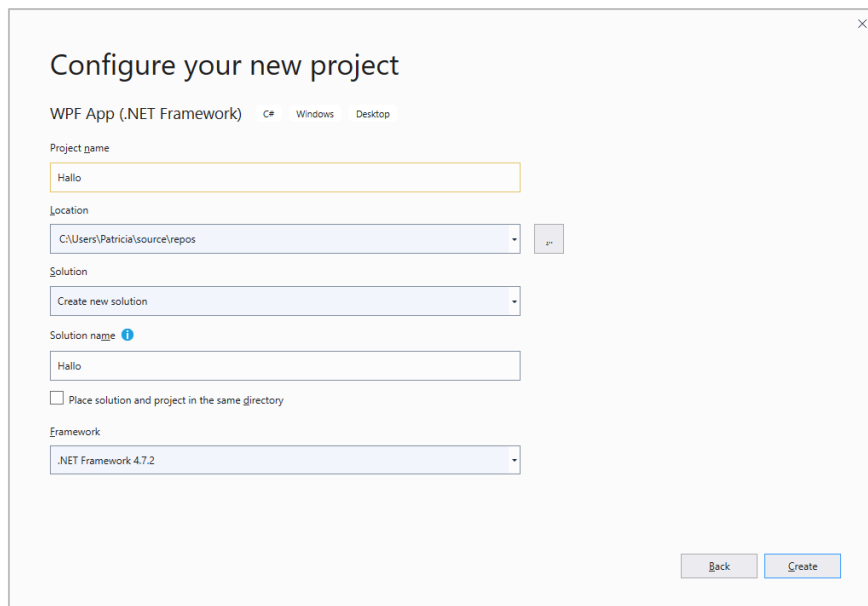 Configure your new project
WPF App (.NET Framework) C# Windows Desktop
Project name
Hallo
Location
C:\Users\Patricia\source\repos
...
Solution
Create new solution
Solution name
Hallo
Place solution and project in the same directory
Framework
.NET Framework 4.7.2
Back Create